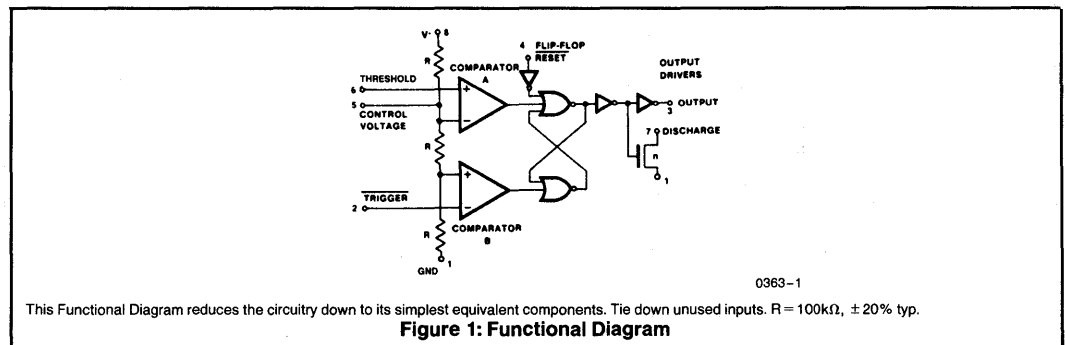 V+ 8
R
4 FLIP-FLOP
RESET
COMPARATOR
A
OUTPUT
DRIVERS
THRESHOLD
6
5
CONTROL
VOLTAGE
+
−
OUTPUT
3
7 DISCHARGE
n
1
R
+
−
TRIGGER
2
COMPARATOR
B
R
1
GND
0363–1
This Functional Diagram reduces the circuitry down to its simplest equivalent components. Tie down unused inputs. R = 100kΩ, ±20% typ.
Figure 1: Functional Diagram